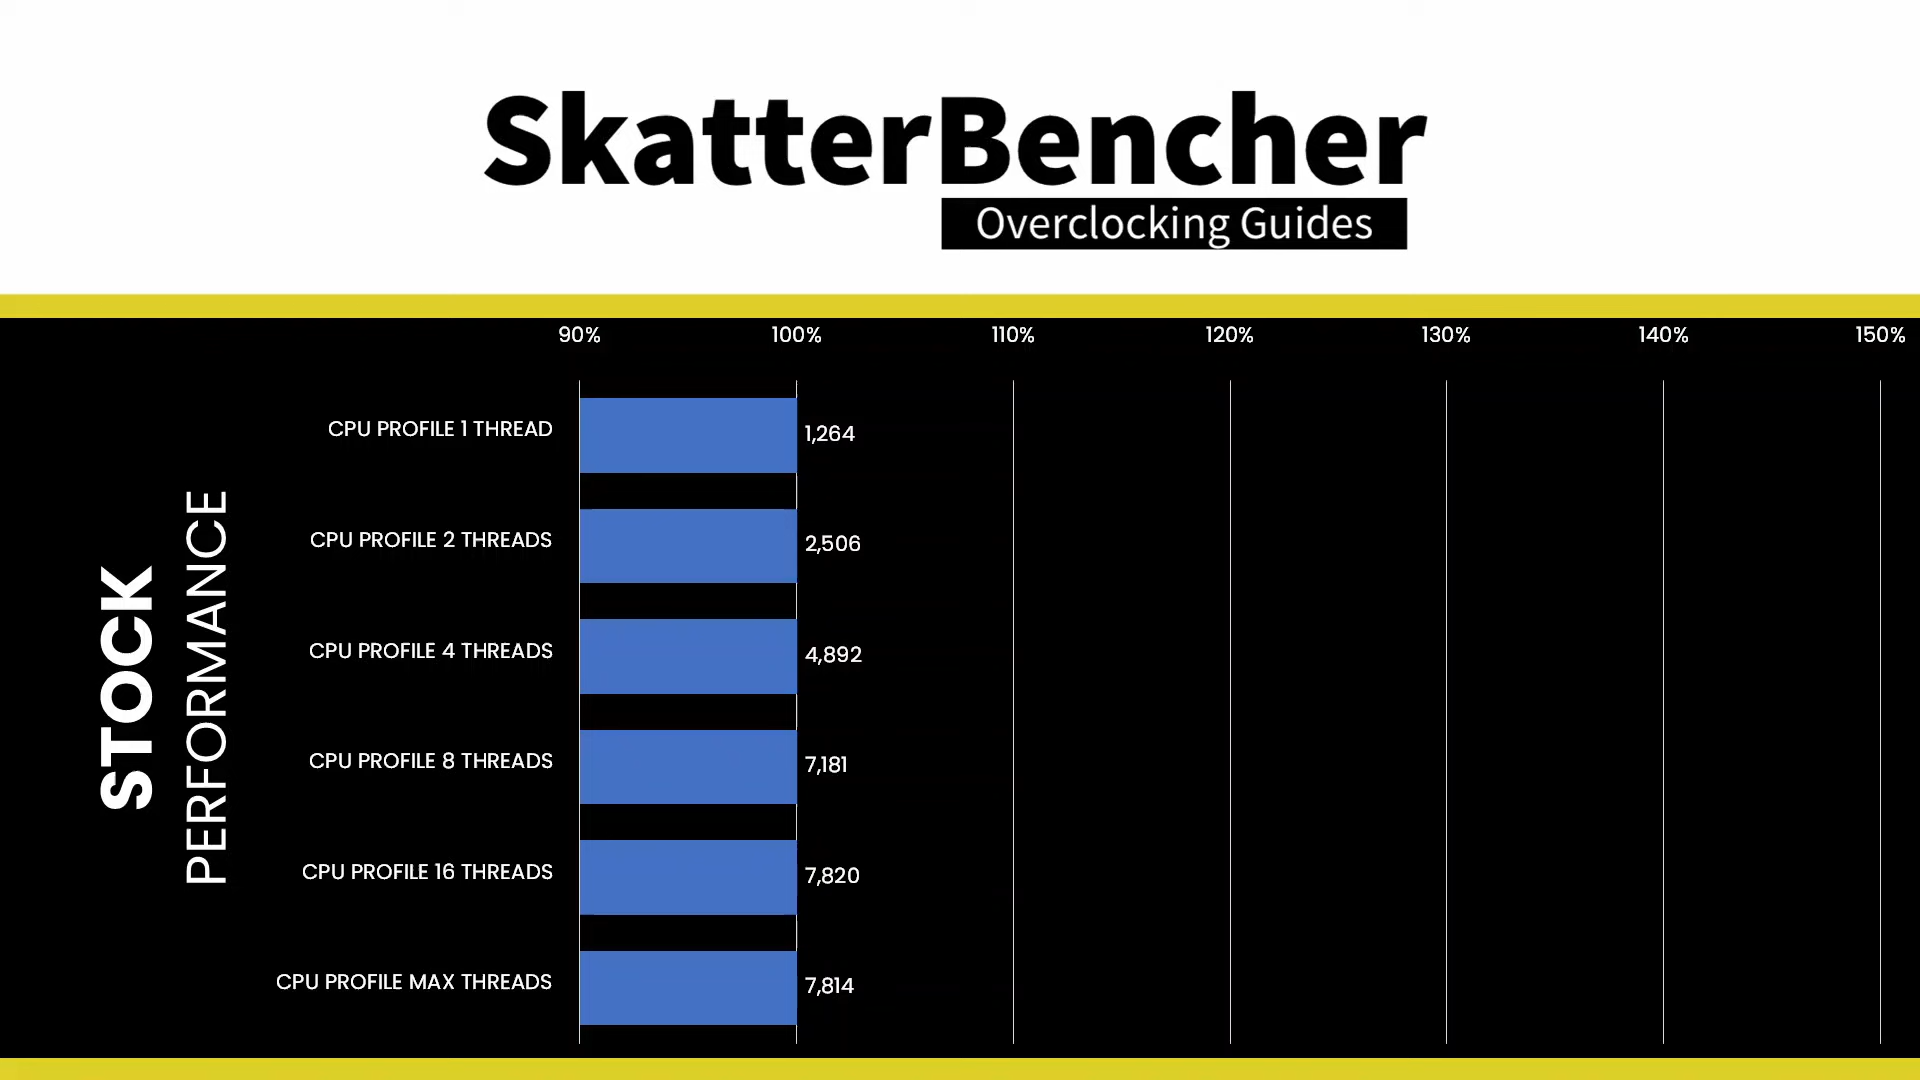 SkatterBencher
Overclocking Guides
90% 100% 110% 120% 130% 140% 150%
STOCK
PERFORMANCE
CPU PROFILE 1 THREAD 1,264
CPU PROFILE 2 THREADS 2,506
CPU PROFILE 4 THREADS 4,892
CPU PROFILE 8 THREADS 7,181
CPU PROFILE 16 THREADS 7,820
CPU PROFILE MAX THREADS 7,814